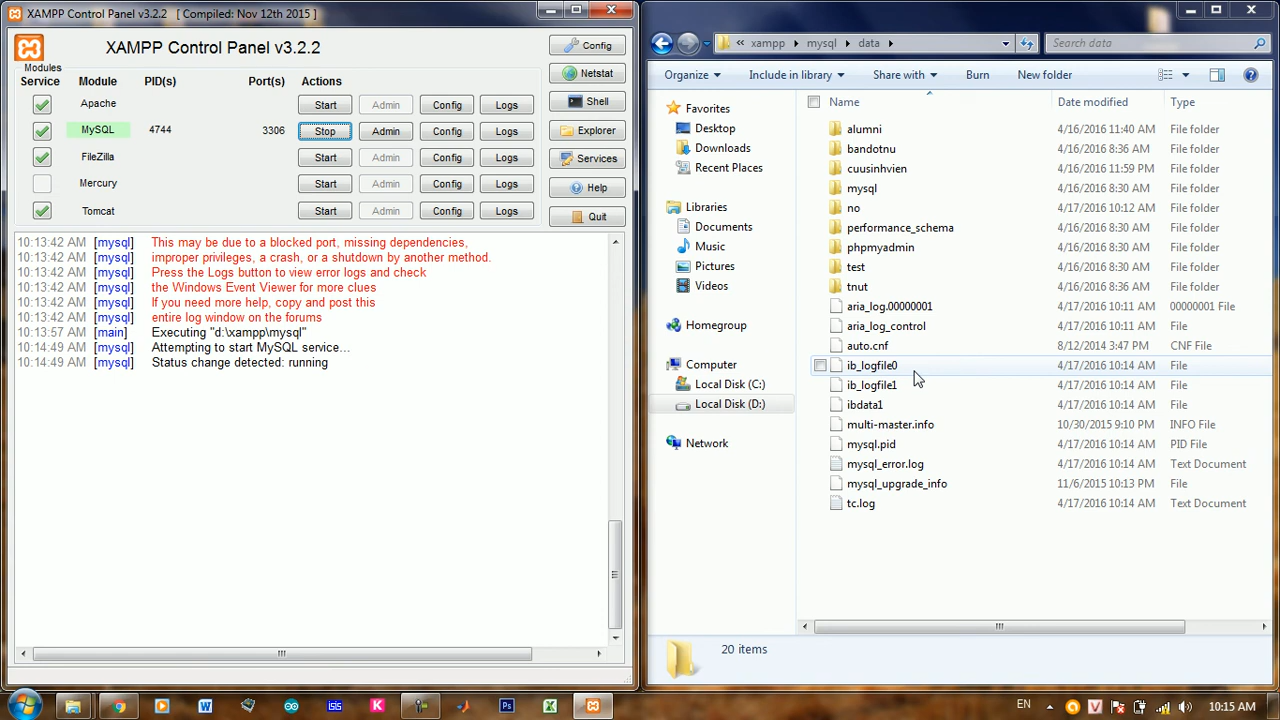 XAMPP Control Panel v3.2.2 [ Compiled: Nov 12th 2015 ]
XAMPP Control Panel v3.2.2
Config
Modules
Service Module PID(s) Port(s) Actions
Netstat
Apache Start Admin Config Logs
Shell
MySQL 4744 3306 Stop Admin Config Logs
Explorer
FileZilla Start Admin Config Logs
Services
Mercury Start Admin Config Logs
Help
Tomcat Start Admin Config Logs
Quit
10:13:42 AM [mysql] This may be due to a blocked port, missing dependencies,
10:13:42 AM [mysql] improper privileges, a crash, or a shutdown by another method.
10:13:42 AM [mysql] Press the Logs button to view error logs and check
10:13:42 AM [mysql] the Windows Event Viewer for more clues
10:13:42 AM [mysql] If you need more help, copy and post this
10:13:42 AM [mysql] entire log window on the forums
10:13:57 AM [main] Executing "d:\xampp\mysql"
10:14:49 AM [mysql] Attempting to start MySQL service...
10:14:49 AM [mysql] Status change detected: running
« xampp ▸ mysql ▸ data ▸
Search data
Organize Include in library Share with Burn New folder
Favorites
Desktop
Downloads
Recent Places
Libraries
Documents
Music
Pictures
Videos
Homegroup
Computer
Local Disk (C:)
Local Disk (D:)
Network
Name Date modified Type
alumni 4/16/2016 11:40 AM File folder
bandotnu 4/16/2016 8:36 AM File folder
cuusinhvien 4/16/2016 11:59 PM File folder
mysql 4/16/2016 8:30 AM File folder
no 4/17/2016 10:12 AM File folder
performance_schema 4/16/2016 8:30 AM File folder
phpmyadmin 4/16/2016 8:30 AM File folder
test 4/16/2016 8:30 AM File folder
tnut 4/16/2016 8:36 AM File folder
aria_log.00000001 4/17/2016 10:11 AM 00000001 File
aria_log_control 4/17/2016 10:11 AM File
auto.cnf 8/12/2014 3:47 PM CNF File
ib_logfile0 4/17/2016 10:14 AM File
ib_logfile1 4/17/2016 10:14 AM File
ibdata1 4/17/2016 10:14 AM File
multi-master.info 10/30/2015 9:10 PM INFO File
mysql.pid 4/17/2016 10:14 AM PID File
mysql_error.log 4/17/2016 10:14 AM Text Document
mysql_upgrade_info 11/6/2015 10:13 PM File
tc.log 4/17/2016 10:14 AM Text Document
20 items
EN 10:15 AM